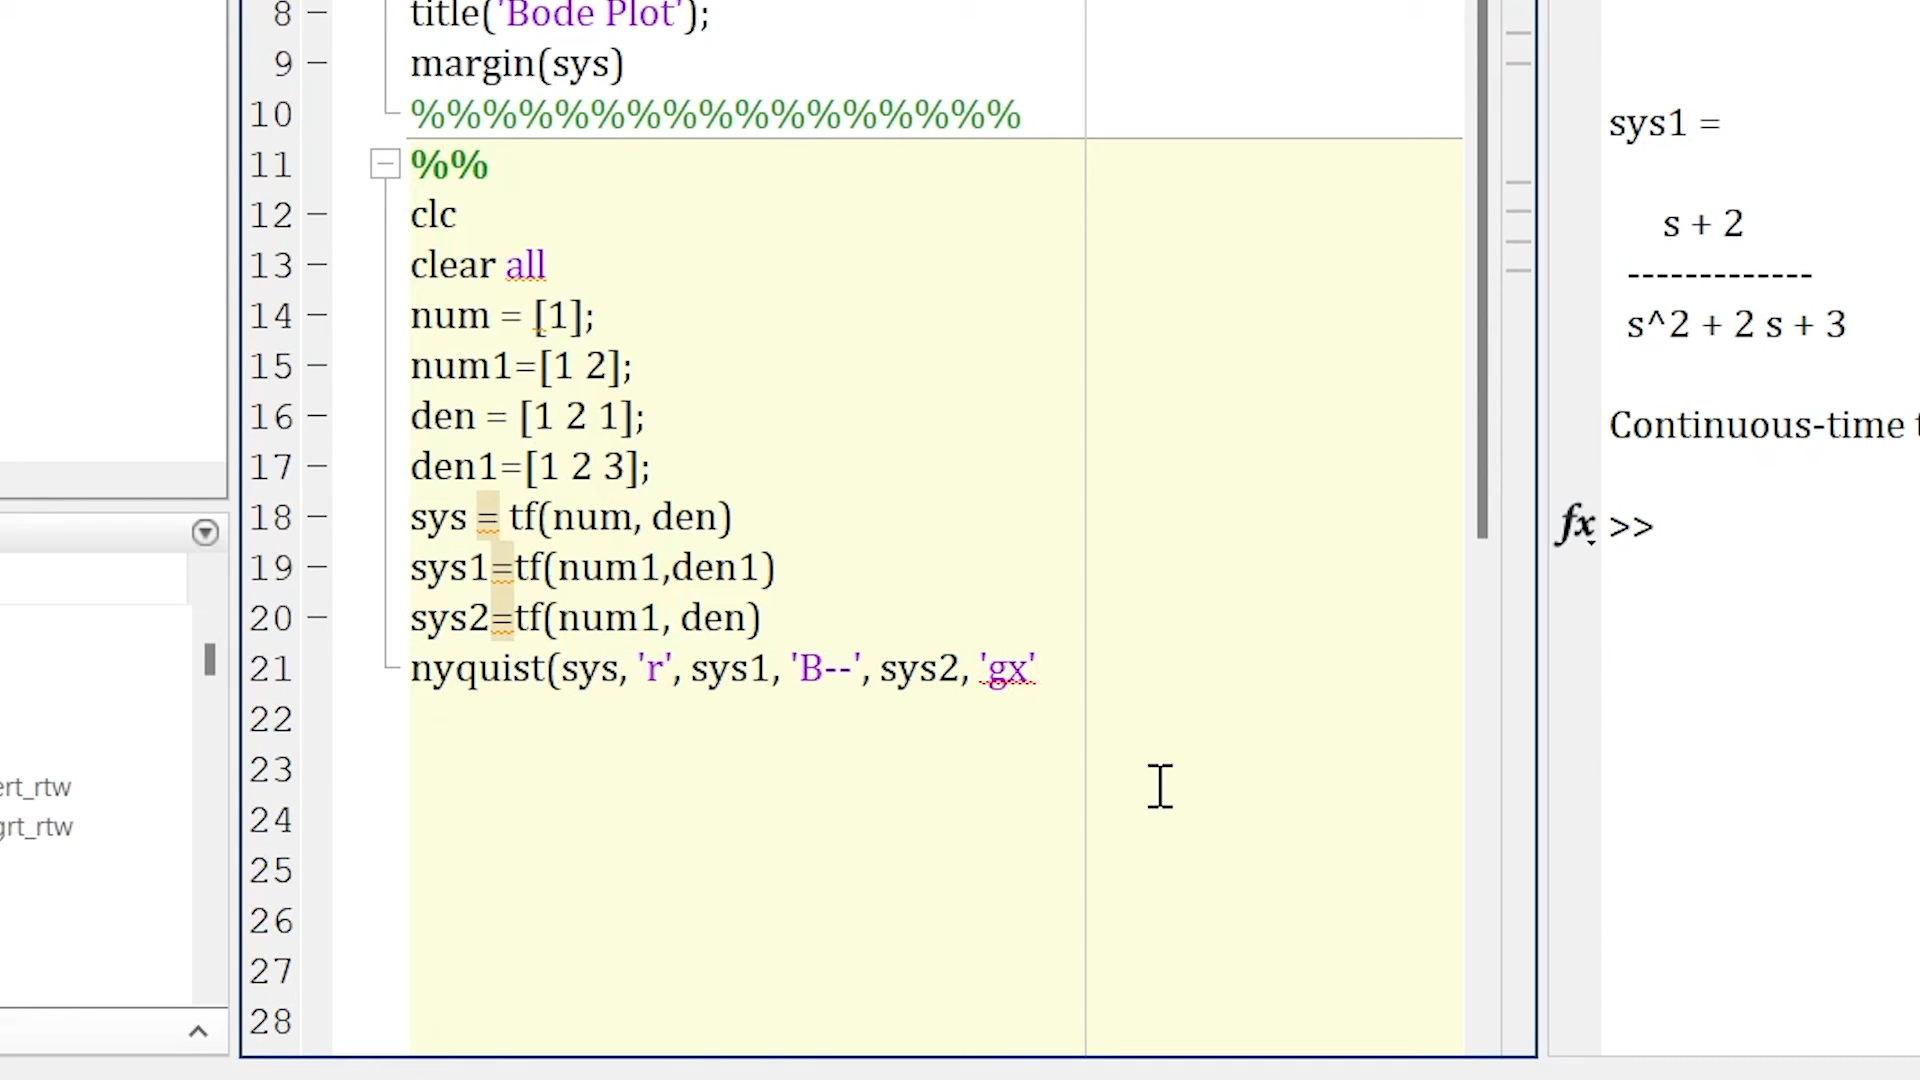 8 title('Bode Plot');
9 margin(sys)
10 %%%%%%%%%%%%%%%%%
11 %%
12 clc
13 clear all
14 num = [1];
15 num1=[1 2];
16 den = [1 2 1];
17 den1=[1 2 3];
18 sys = tf(num, den)
19 sys1=tf(num1,den1)
20 sys2=tf(num1, den)
21 nyquist(sys, 'r', sys1, 'B--', sys2, 'gx'
22
23
24
25
26
27
28
ert_rtw
grt_rtw
sys1 =
s + 2
-------------
s^2 + 2 s + 3
Continuous-time
fx >>